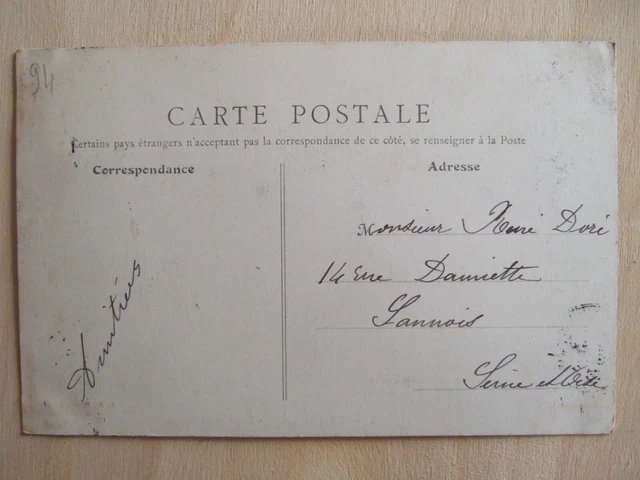 94
CARTE POSTALE
Certains pays étrangers n'acceptant pas la correspondance de ce côté, se renseigner à la Poste
Correspondance
Adresse
Monsieur René Doré
14 rue Damiette
Sannois
Seine et Oise